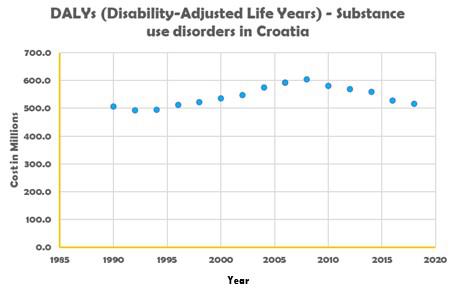 DALYs (Disability-Adjusted Life Years) - Substance
use disorders in Croatia
700.0
600.0
500.0
400.0
300.0
200.0
100.0
0.0
Cost in Millions
1985 1990 1995 2000 2005 2010 2015 2020
Year